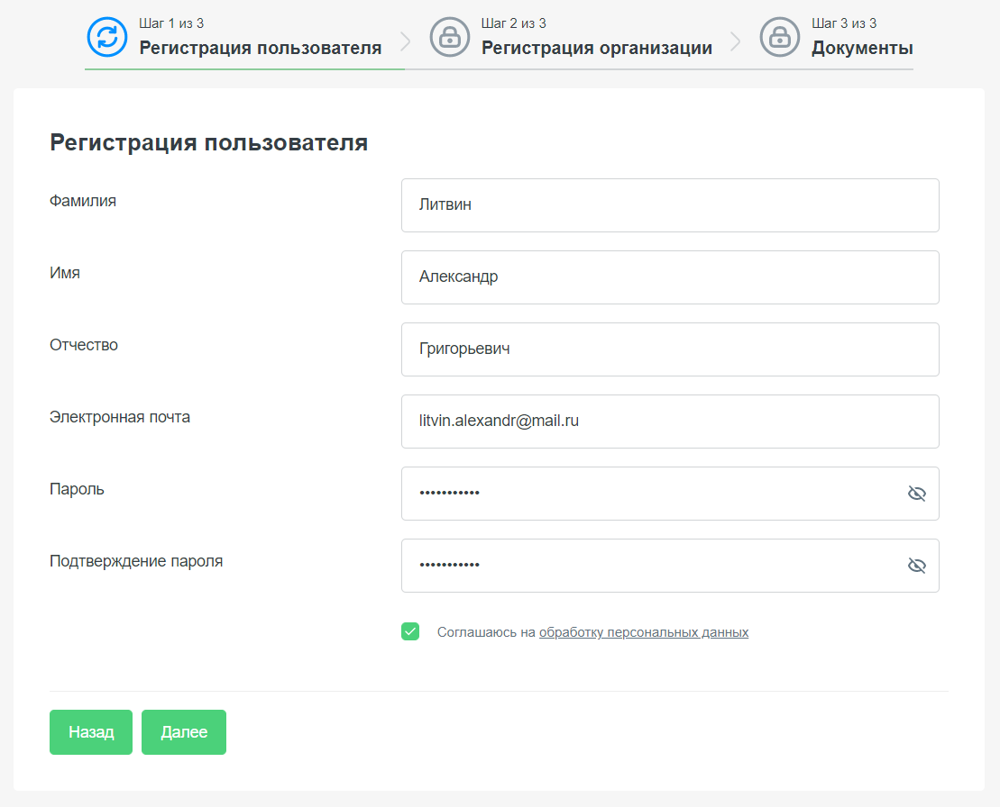 Шаг 1 из 3
Регистрация пользователя
Шаг 2 из 3
Регистрация организации
Шаг 3 из 3
Документы
Регистрация пользователя
Фамилия
Литвин
Имя
Александр
Отчество
Григорьевич
Электронная почта
litvin.alexandr@mail.ru
Пароль
•••••••••••
Подтверждение пароля
•••••••••••
Соглашаюсь на обработку персональных данных
Назад
Далее